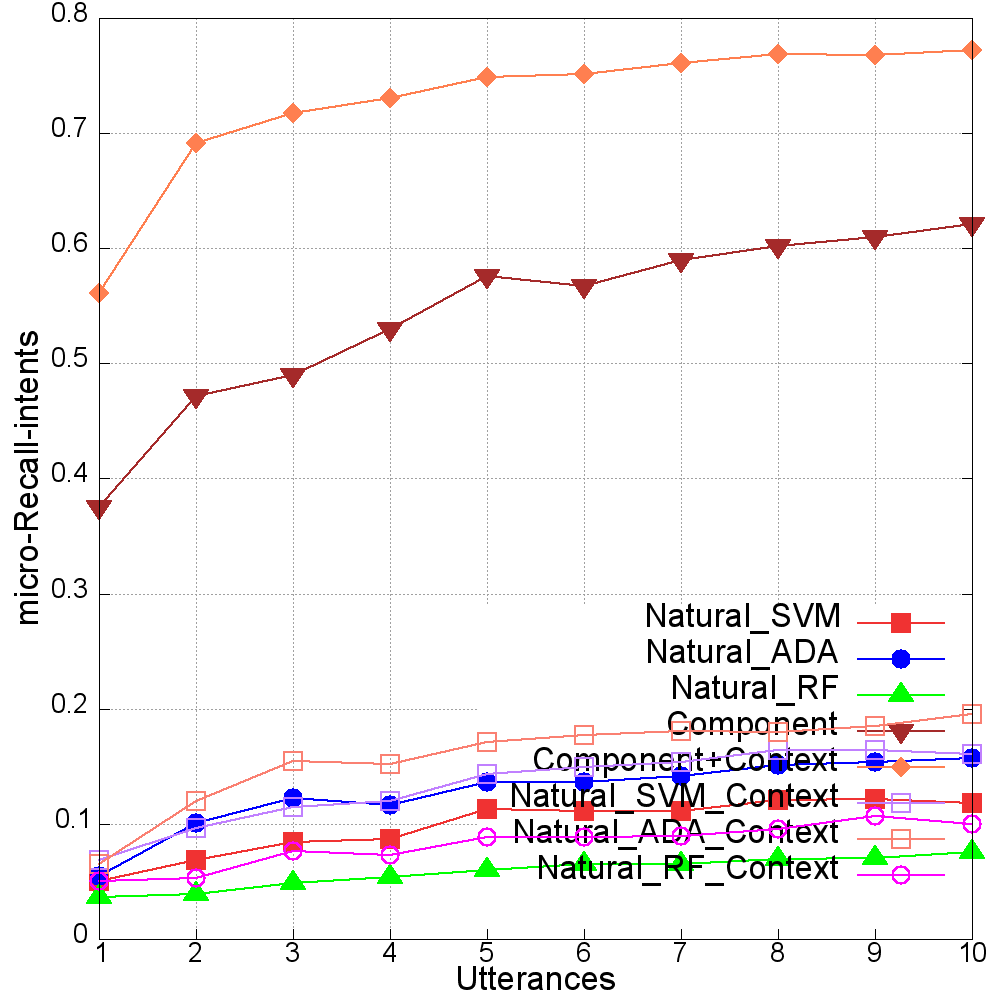 0.8
0.7
0.6
0.5
0.4
0.3
0.2
0.1
0
micro-Recall-intents
Natural_SVM
Natural_ADA
Natural_RF
Component
Component+Context
Natural_SVM_Context
Natural_ADA_Context
Natural_RF_Context
1 2 3 4 5 6 7 8 9 10
Utterances